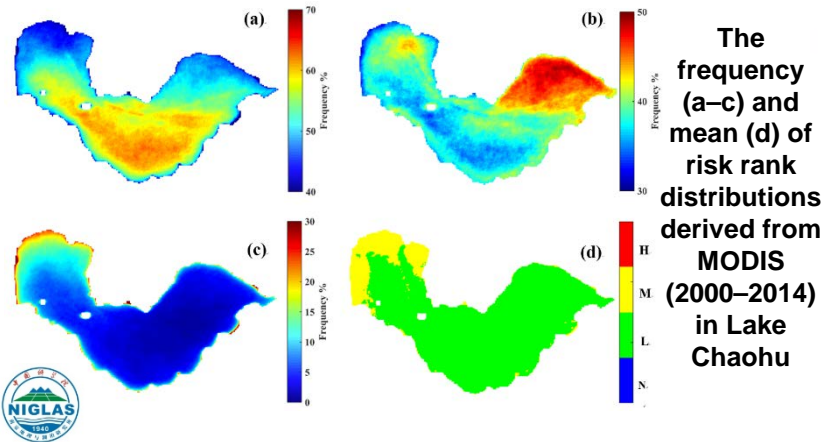 (a)
70
60
50
40
Frequency %
(b)
50
40
30
Frequency %
The
frequency
(a–c) and
mean (d) of
risk rank
distributions
derived from
MODIS
(2000–2014)
in Lake
Chaohu
(c)
30
25
20
15
10
5
0
Frequency %
(d)
H
M
L
N
NIGLAS
1940